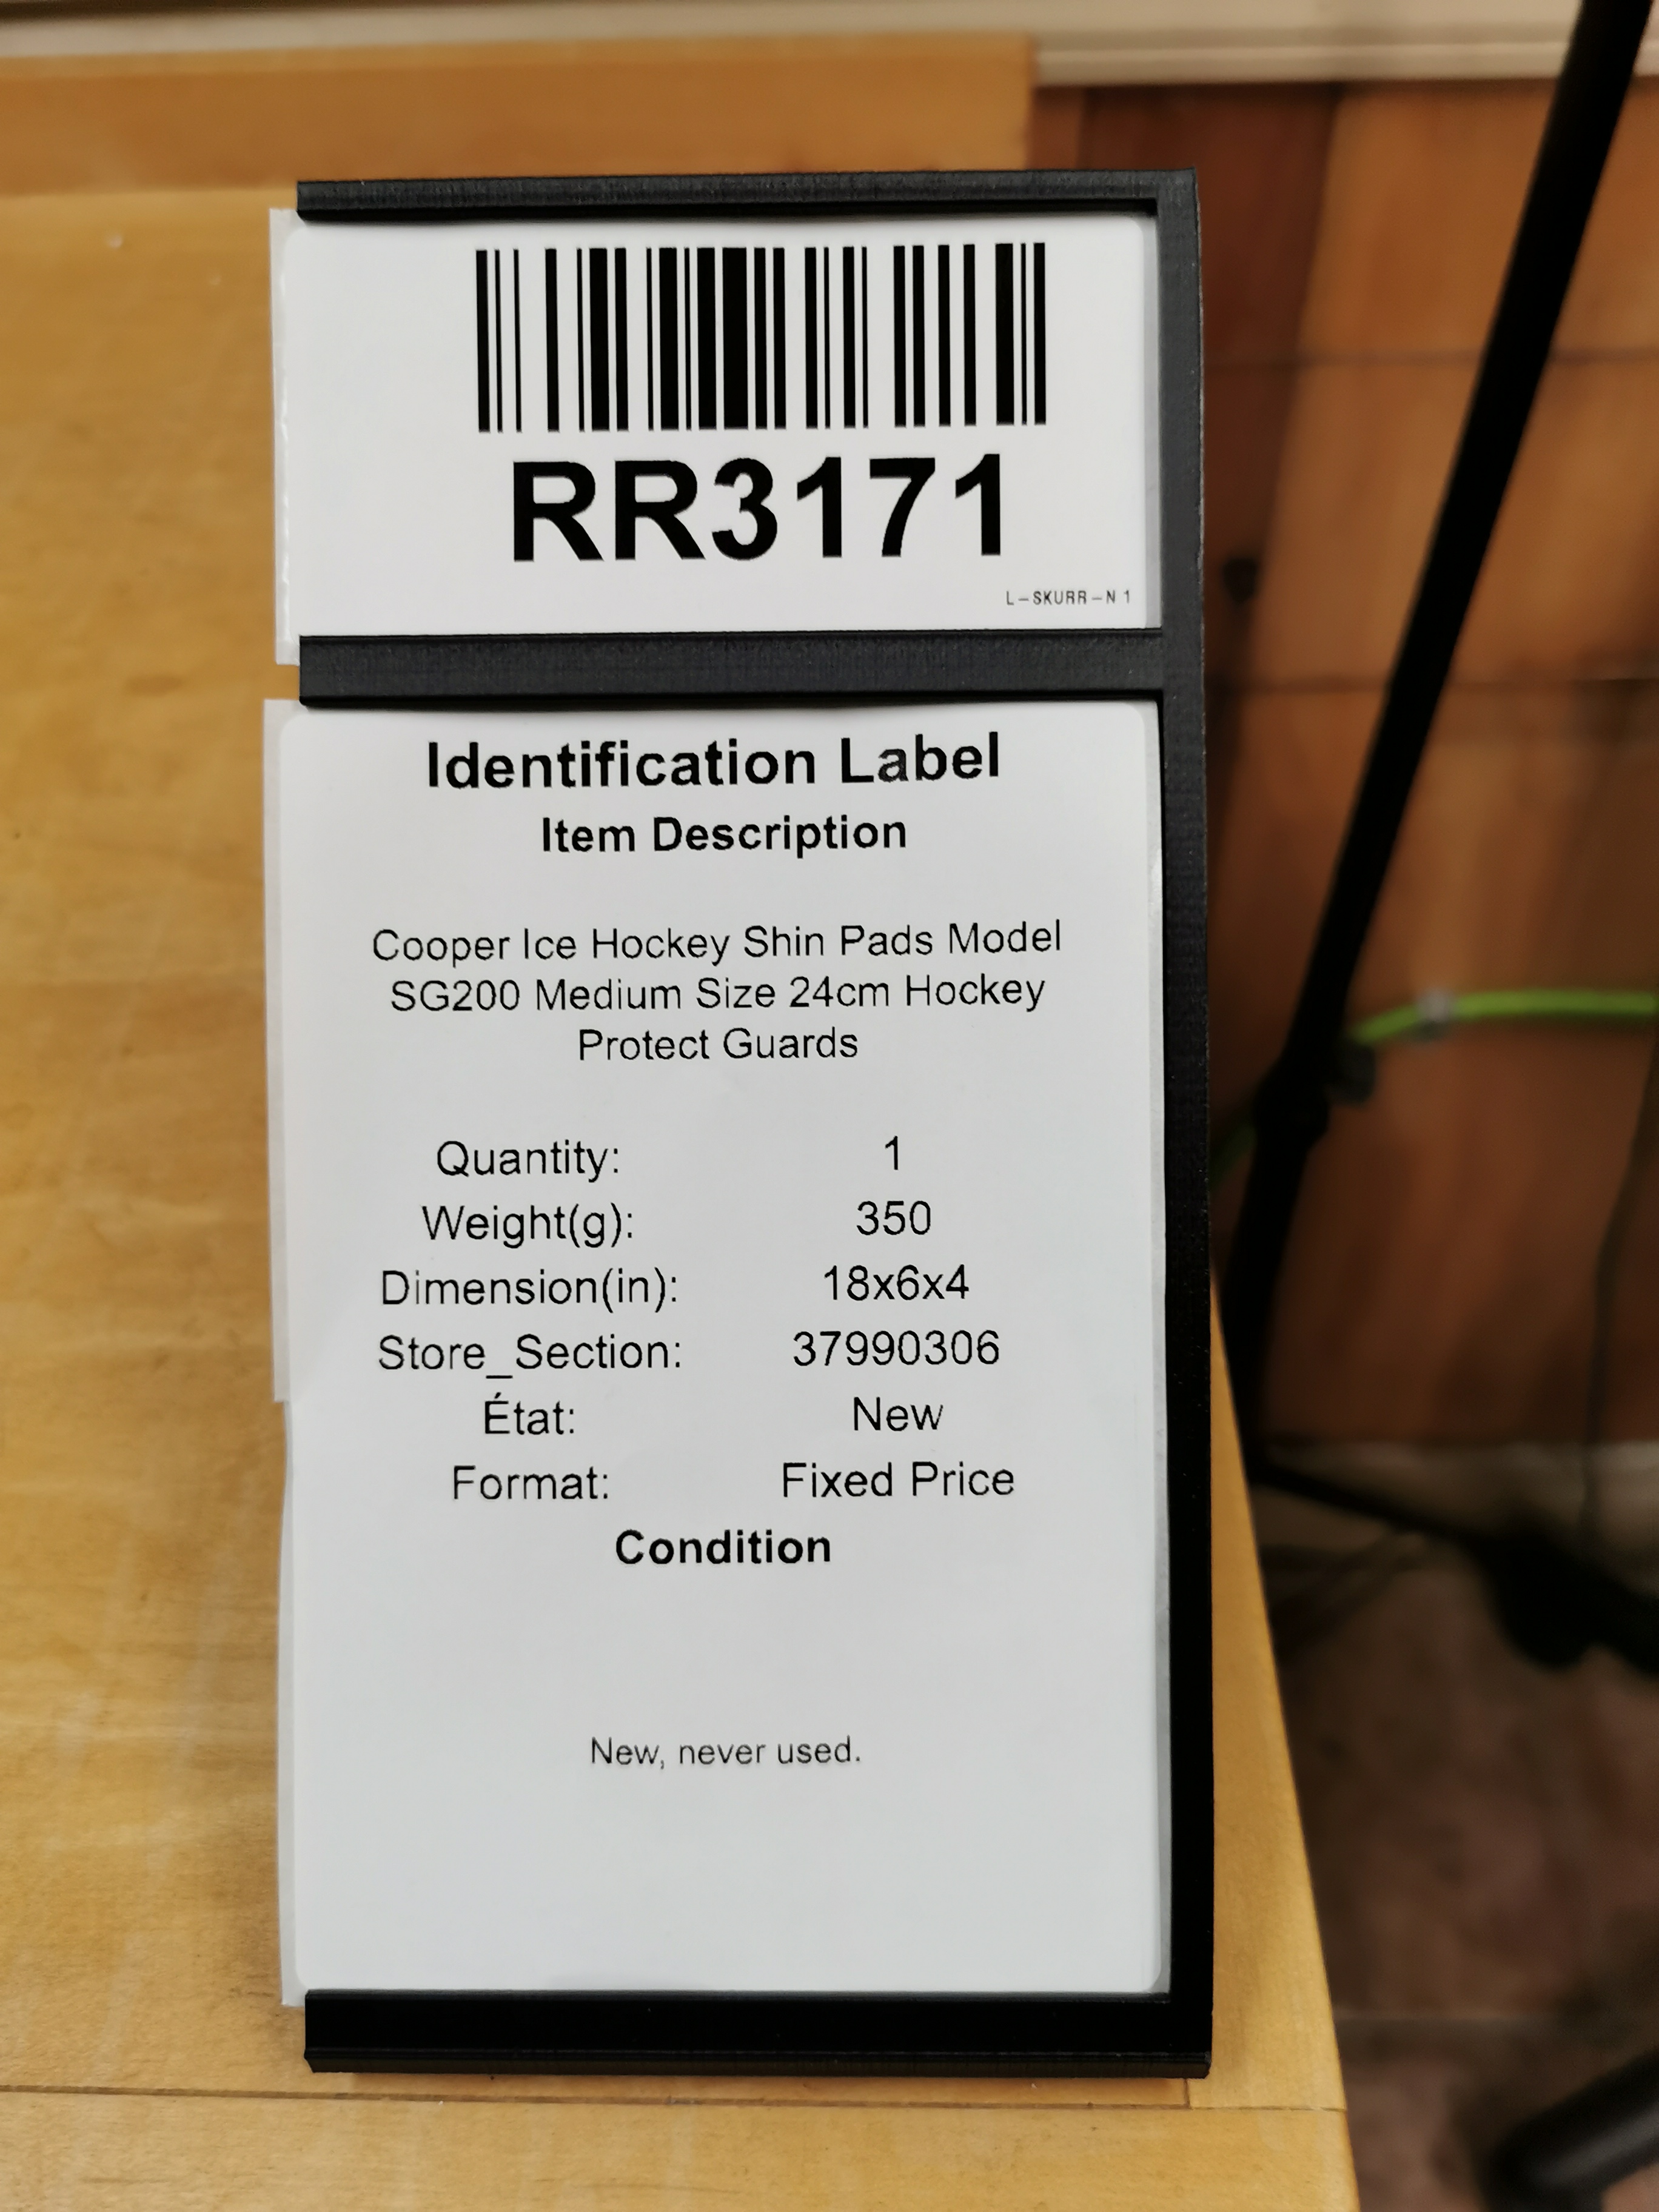 RR3171
L-SKURR-N 1
Identification Label
Item Description
Cooper Ice Hockey Shin Pads Model
SG200 Medium Size 24cm Hockey
Protect Guards
Quantity: 1
Weight(g): 350
Dimension(in): 18x6x4
Store_Section: 37990306
État: New
Format: Fixed Price
Condition
New, never used.